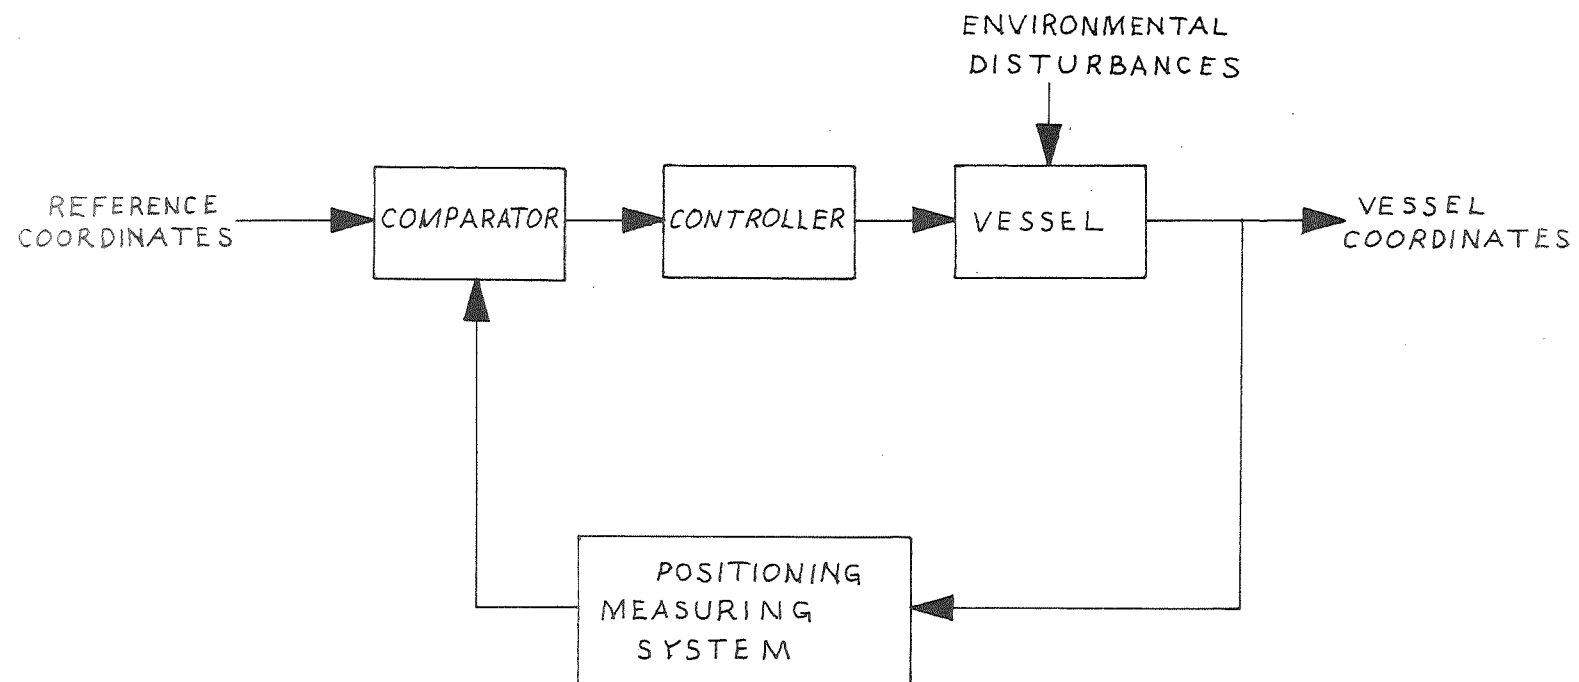 ENVIRONMENTAL
DISTURBANCES
REFERENCE
COORDINATES
COMPARATOR
CONTROLLER
VESSEL
VESSEL
COORDINATES
POSITIONING
MEASURING
SYSTEM